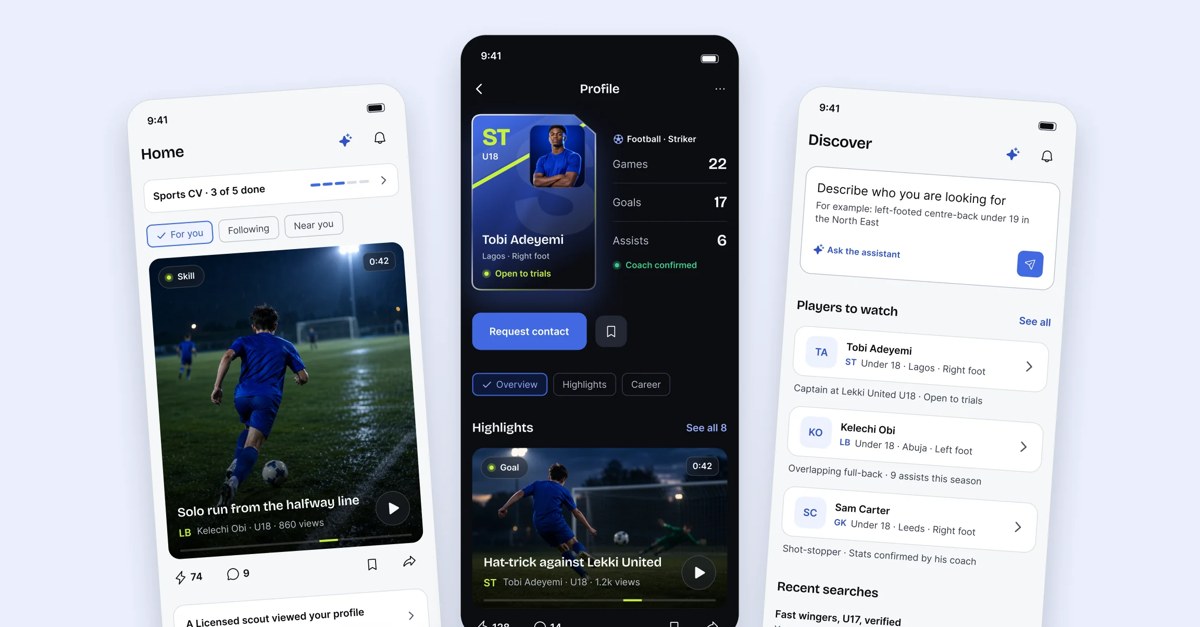 9:41
Home
Sports CV · 3 of 5 done
For you
Following
Near you
Skill
0:42
Solo run from the halfway line
LB Kelechi Obi · U18 · 860 views
74
9
A Licensed scout viewed your profile
9:41
Profile
ST
U18
Tobi Adeyemi
Lagos · Right foot
Open to trials
Football · Striker
Games 22
Goals 17
Assists 6
Coach confirmed
Request contact
Overview
Highlights
Career
Highlights
See all 8
Goal
0:42
Hat-trick against Lekki United
ST Tobi Adeyemi · U18 · 1.2k views
128
14
9:41
Discover
Describe who you are looking for
For example: left-footed centre-back under 19 in
the North East
Ask the assistant
Players to watch
See all
TA
Tobi Adeyemi
ST Under 18 · Lagos · Right foot
Captain at Lekki United U18 · Open to trials
KO
Kelechi Obi
LB Under 18 · Abuja · Left foot
Overlapping full-back · 9 assists this season
SC
Sam Carter
GK Under 18 · Leeds · Right foot
Shot-stopper · Stats confirmed by his coach
Recent searches
Fast wingers, U17, verified